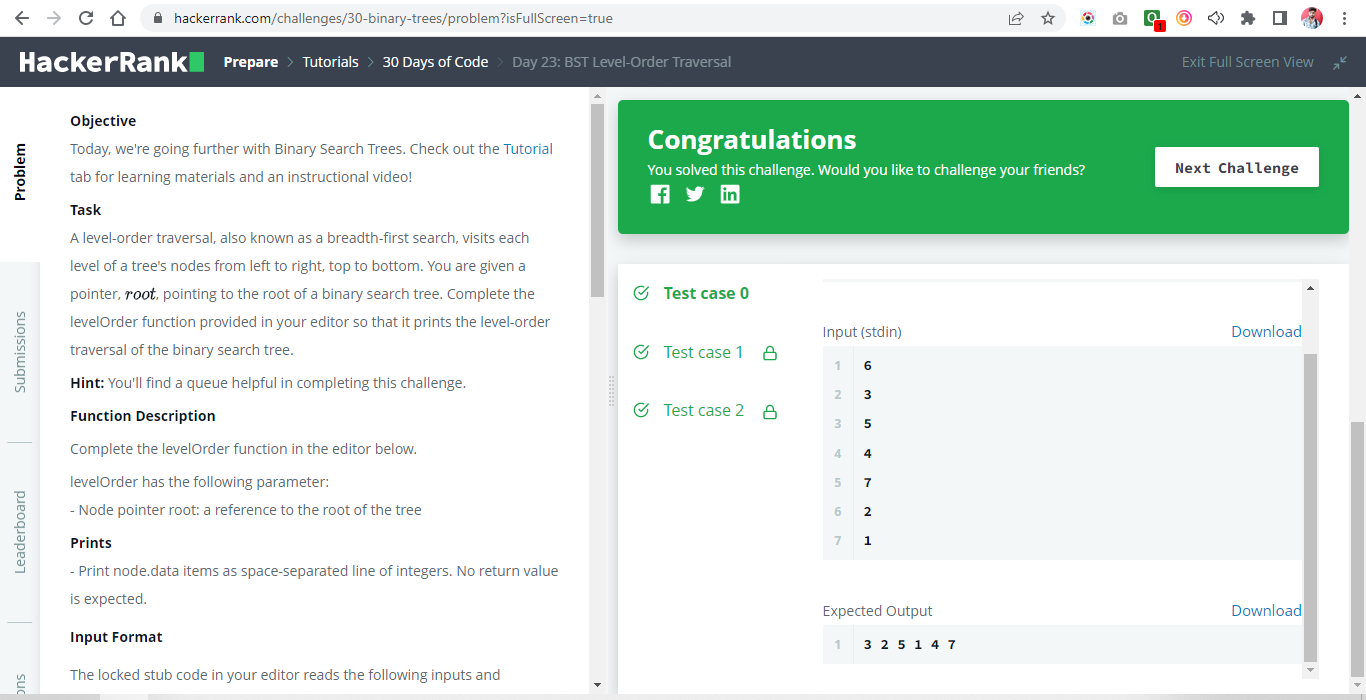 hackerrank.com/challenges/30-binary-trees/problem?isFullScreen=true
1
HackerRank
Prepare > Tutorials > 30 Days of Code > Day 23: BST Level-Order Traversal
Exit Full Screen View
Problem
Submissions
Leaderboard
ons
Objective
Today, we're going further with Binary Search Trees. Check out the Tutorial
tab for learning materials and an instructional video!
Task
A level-order traversal, also known as a breadth-first search, visits each
level of a tree's nodes from left to right, top to bottom. You are given a
pointer, root, pointing to the root of a binary search tree. Complete the
levelOrder function provided in your editor so that it prints the level-order
traversal of the binary search tree.
Hint: You'll find a queue helpful in completing this challenge.
Function Description
Complete the levelOrder function in the editor below.
levelOrder has the following parameter:
- Node pointer root: a reference to the root of the tree
Prints
- Print node.data items as space-separated line of integers. No return value
is expected.
Input Format
The locked stub code in your editor reads the following inputs and
Congratulations
You solved this challenge. Would you like to challenge your friends?
Next Challenge
Test case 0
Test case 1
Test case 2
Input (stdin)
Download
1 6
2 3
3 5
4 4
5 7
6 2
7 1
Expected Output
Download
1 3 2 5 1 4 7